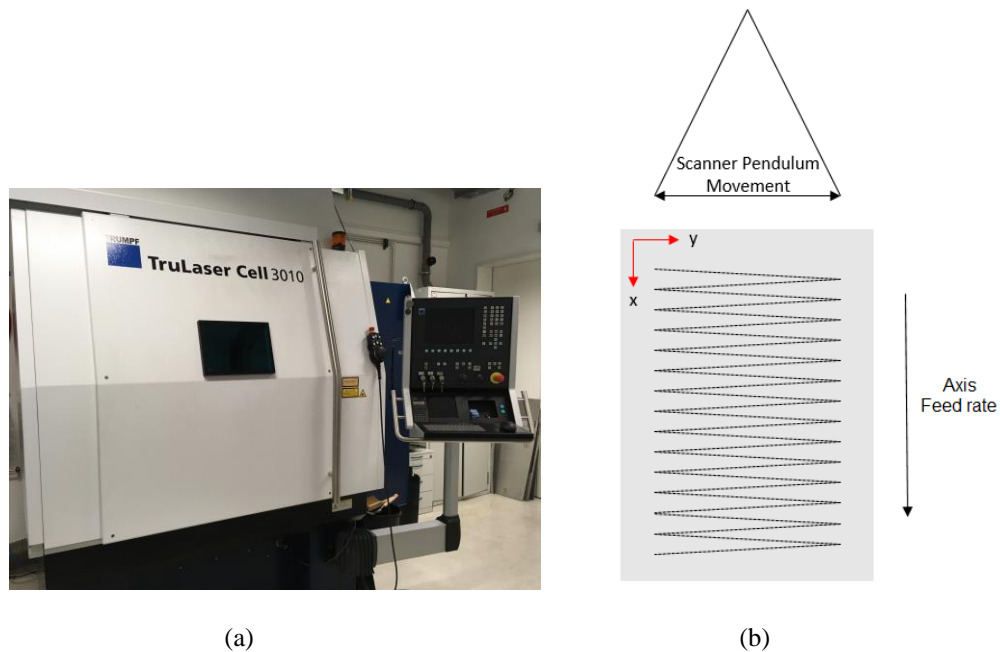 TRUMPF
TruLaser Cell 3010
Scanner Pendulum
Movement
y
x
Axis
Feed rate
(a)
(b)